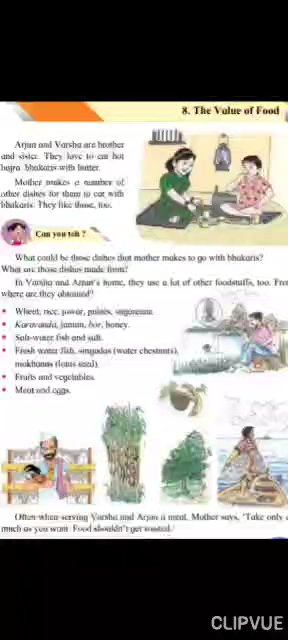 8. The Value of Food
Arjun and Varsha are brother
and sister. They love to eat hot
bajra bhakaris with butter.
Mother makes a number of
other dishes for them to eat with
bhakaris. They like those, too.
Can you tell ?
What could be those dishes that mother makes to go with bhakaris?
What are those dishes made from?
In Varsha and Arjun's home, they use a lot of other foodstuffs, too. Fro
where are they obtained?
• Wheat, rice, jowar, pulses, sugarcane.
• Karavanda, jamun, bor, honey.
• Salt-water fish and salt.
• Fresh water fish, singadas (water chestnuts),
makhanas (lotus seed).
• Fruits and vegetables.
• Meat and eggs.
Often when serving Varsha and Arjun a meal, Mother says, 'Take only
much as you want. Food shouldn't get wasted.'
CLIPVUE